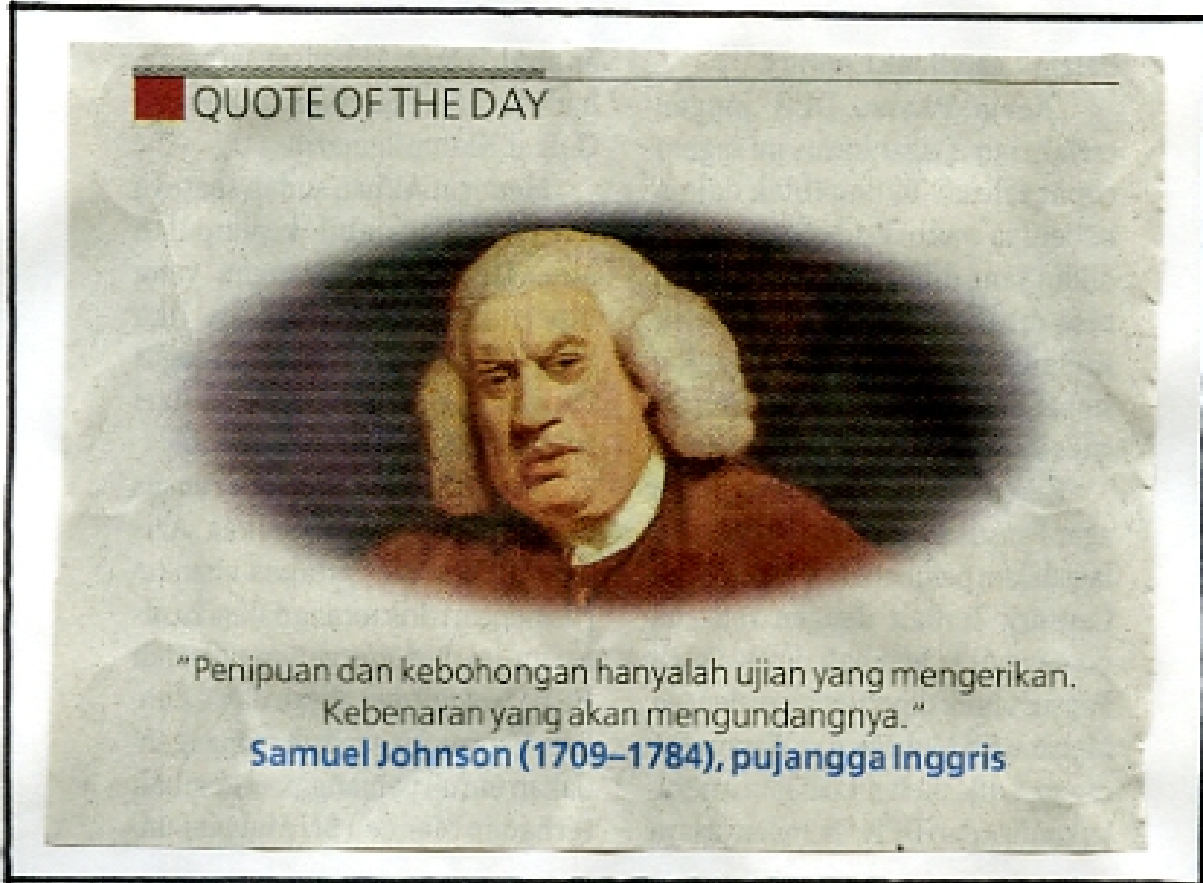 QUOTE OF THE DAY
"Penipuan dan kebohongan hanyalah ujian yang mengerikan.
Kebenaran yang akan mengundangnya."
Samuel Johnson (1709–1784), pujangga Inggris